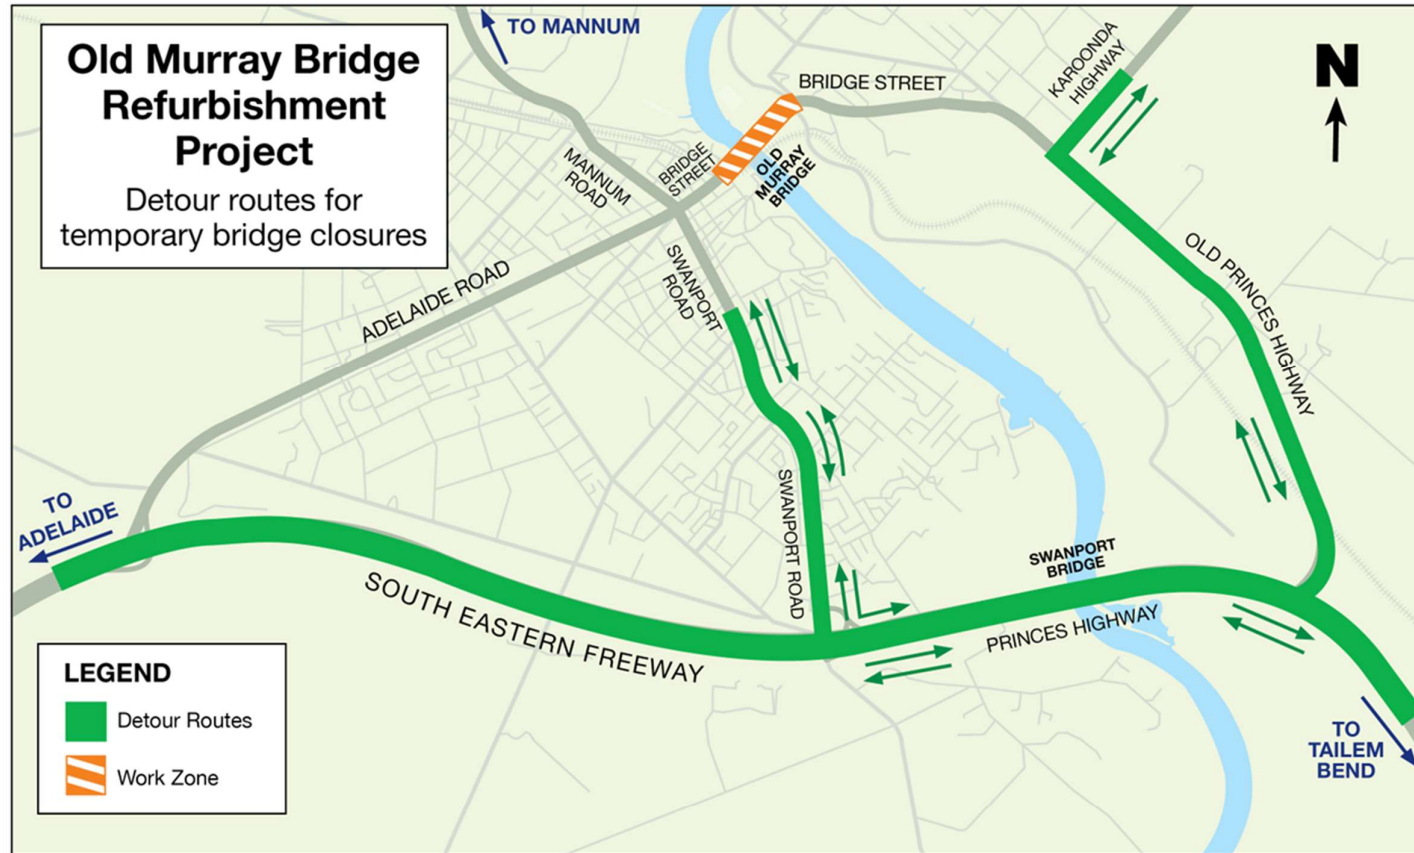 Old Murray Bridge
Refurbishment
Project
Detour routes for
temporary bridge closures
TO MANNUM
BRIDGE STREET
KAROONDA
HIGHWAY
N
MANNUM
ROAD
BRIDGE
STREET
OLD
MURRAY
BRIDGE
SWANPORT
ROAD
ADELAIDE ROAD
OLD PRINCES HIGHWAY
TO
ADELAIDE
SWANPORT ROAD
SWANPORT
BRIDGE
SOUTH EASTERN FREEWAY
PRINCES HIGHWAY
TO
TAILEM
BEND
LEGEND
Detour Routes
Work Zone